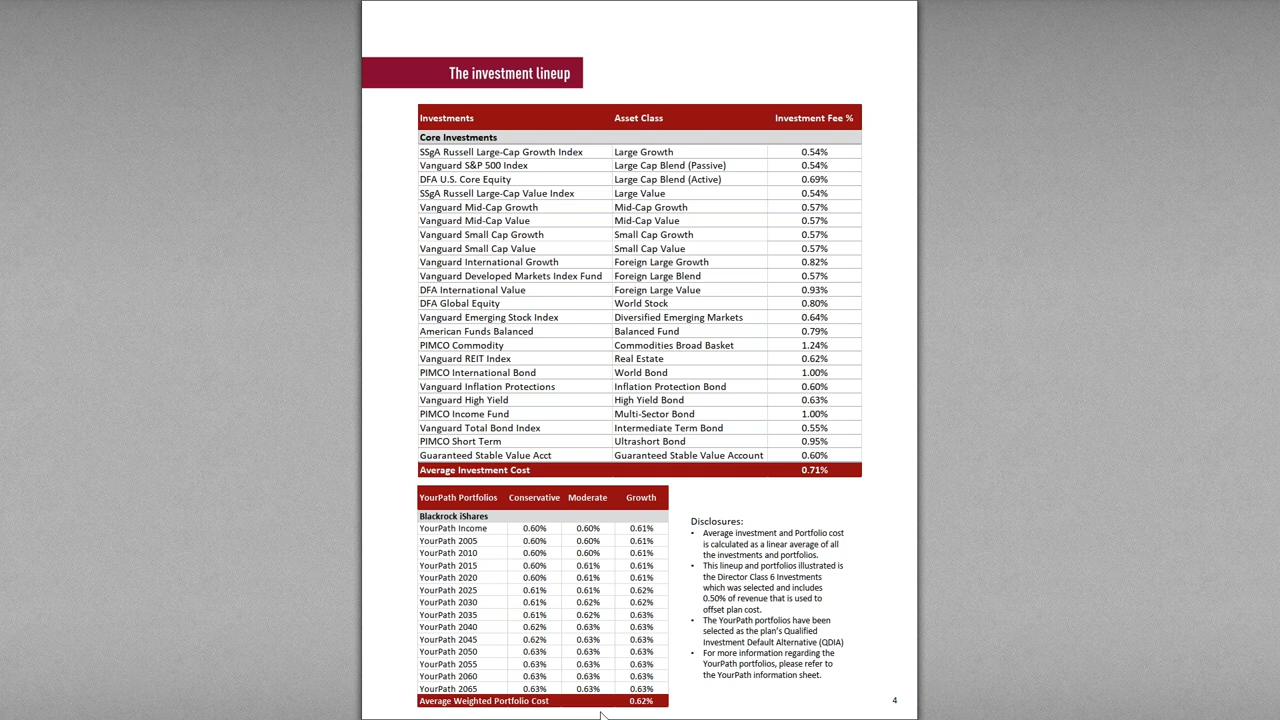 The investment lineup
Investments Asset Class Investment Fee %
Core Investments
SSgA Russell Large-Cap Growth Index Large Growth 0.54%
Vanguard S&P 500 Index Large Cap Blend (Passive) 0.54%
DFA U.S. Core Equity Large Cap Blend (Active) 0.69%
SSgA Russell Large-Cap Value Index Large Value 0.54%
Vanguard Mid-Cap Growth Mid-Cap Growth 0.57%
Vanguard Mid-Cap Value Mid-Cap Value 0.57%
Vanguard Small Cap Growth Small Cap Growth 0.57%
Vanguard Small Cap Value Small Cap Value 0.57%
Vanguard International Growth Foreign Large Growth 0.82%
Vanguard Developed Markets Index Fund Foreign Large Blend 0.57%
DFA International Value Foreign Large Value 0.93%
DFA Global Equity World Stock 0.80%
Vanguard Emerging Stock Index Diversified Emerging Markets 0.64%
American Funds Balanced Balanced Fund 0.79%
PIMCO Commodity Commodities Broad Basket 1.24%
Vanguard REIT Index Real Estate 0.62%
PIMCO International Bond World Bond 1.00%
Vanguard Inflation Protections Inflation Protection Bond 0.60%
Vanguard High Yield High Yield Bond 0.63%
PIMCO Income Fund Multi-Sector Bond 1.00%
Vanguard Total Bond Index Intermediate Term Bond 0.55%
PIMCO Short Term Ultrashort Bond 0.95%
Guaranteed Stable Value Acct Guaranteed Stable Value Account 0.60%
Average Investment Cost 0.71%
YourPath Portfolios Conservative Moderate Growth
Blackrock iShares
YourPath Income 0.60% 0.60% 0.61%
YourPath 2005 0.60% 0.60% 0.61%
YourPath 2010 0.60% 0.60% 0.61%
YourPath 2015 0.60% 0.61% 0.61%
YourPath 2020 0.60% 0.61% 0.61%
YourPath 2025 0.61% 0.61% 0.62%
YourPath 2030 0.61% 0.62% 0.62%
YourPath 2035 0.61% 0.62% 0.63%
YourPath 2040 0.62% 0.63% 0.63%
YourPath 2045 0.62% 0.63% 0.63%
YourPath 2050 0.63% 0.63% 0.63%
YourPath 2055 0.63% 0.63% 0.63%
YourPath 2060 0.63% 0.63% 0.63%
YourPath 2065 0.63% 0.63% 0.63%
Average Weighted Portfolio Cost 0.62%
Disclosures:
• Average investment and Portfolio cost
is calculated as a linear average of all
the investments and portfolios.
• This lineup and portfolios illustrated is
the Director Class 6 Investments
which was selected and includes
0.50% of revenue that is used to
offset plan cost.
• The YourPath portfolios have been
selected as the plan's Qualified
Investment Default Alternative (QDIA)
• For more information regarding the
YourPath portfolios, please refer to
the YourPath information sheet.
4